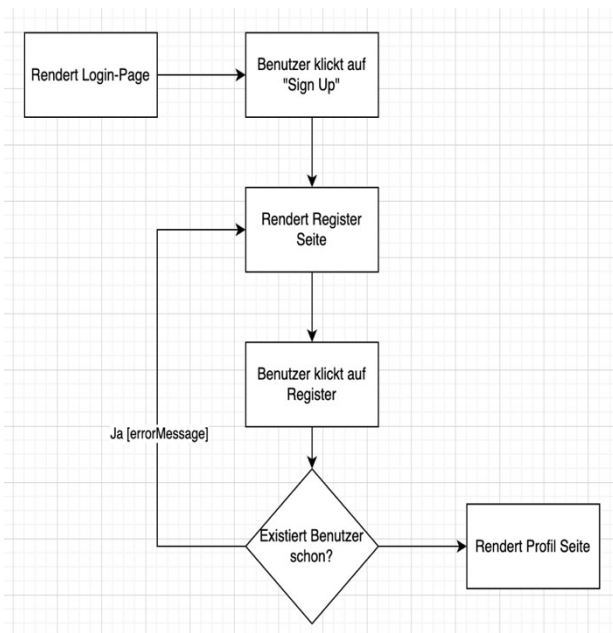 Rendert Login-Page
Benutzer klickt auf
"Sign Up"
Rendert Register
Seite
Benutzer klickt auf
Register
Ja [errorMessage]
Existiert Benutzer
schon?
Rendert Profil Seite